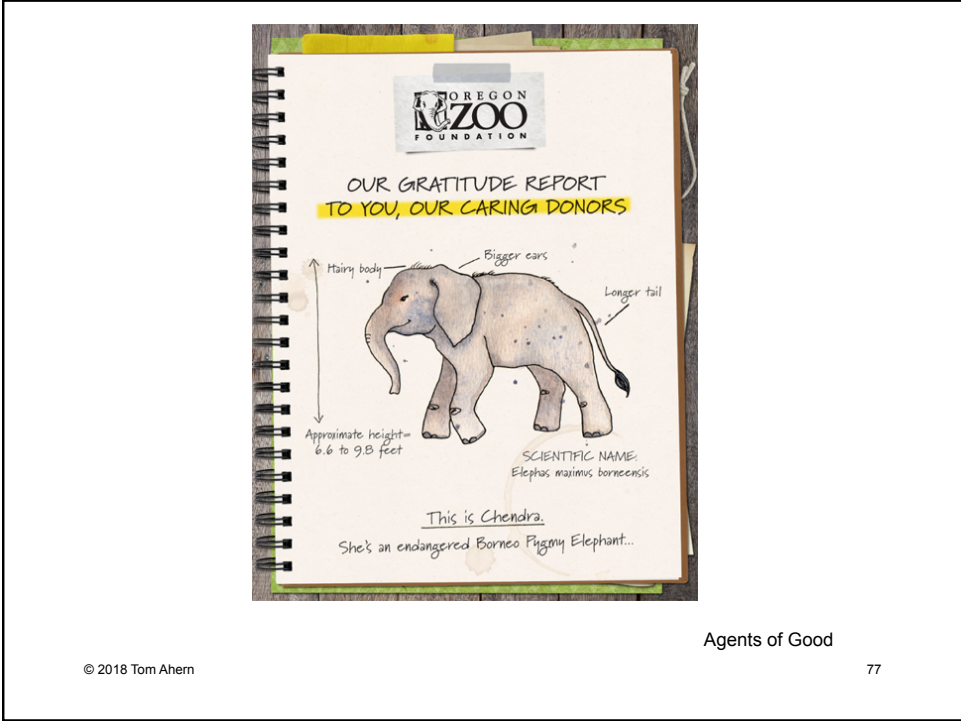 OREGON
ZOO
FOUNDATION
OUR GRATITUDE REPORT
TO YOU, OUR CARING DONORS
Hairy body
Bigger ears
Longer tail
Approximate height=
6.6 to 9.8 feet
SCIENTIFIC NAME:
Elephas maximus borneensis
This is Chendra.
She's an endangered Borneo Pygmy Elephant...
Agents of Good
© 2018 Tom Ahern
77